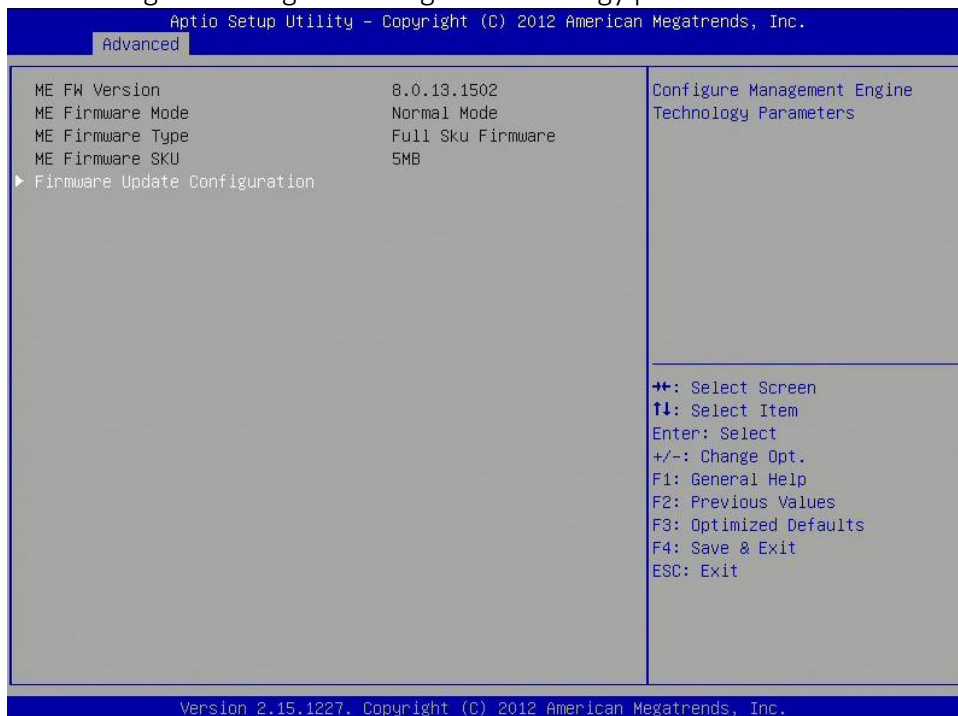 Aptio Setup Utility – Copyright (C) 2012 American Megatrends, Inc.
Advanced
ME FW Version 8.0.13.1502
ME Firmware Mode Normal Mode
ME Firmware Type Full Sku Firmware
ME Firmware SKU 5MB
▶ Firmware Update Configuration
Configure Management Engine
Technology Parameters
→←: Select Screen
↑↓: Select Item
Enter: Select
+/-: Change Opt.
F1: General Help
F2: Previous Values
F3: Optimized Defaults
F4: Save & Exit
ESC: Exit
Version 2.15.1227. Copyright (C) 2012 American Megatrends, Inc.